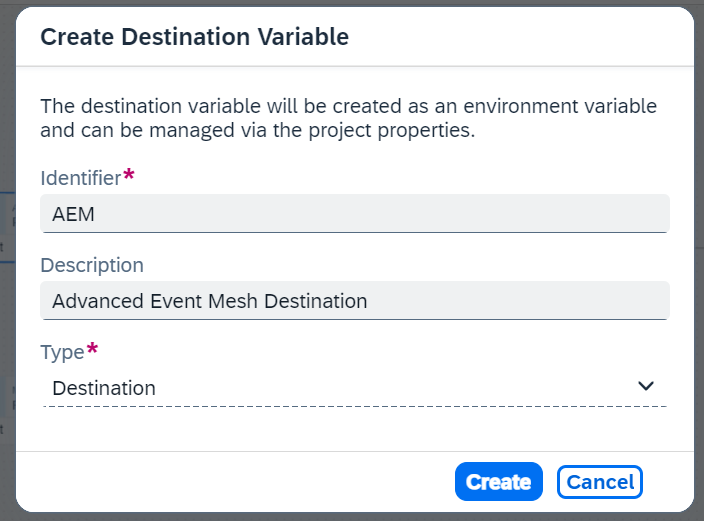 Create Destination Variable
The destination variable will be created as an environment variable
and can be managed via the project properties.
Identifier*
AEM
Description
Advanced Event Mesh Destination
Type*
Destination
Create Cancel